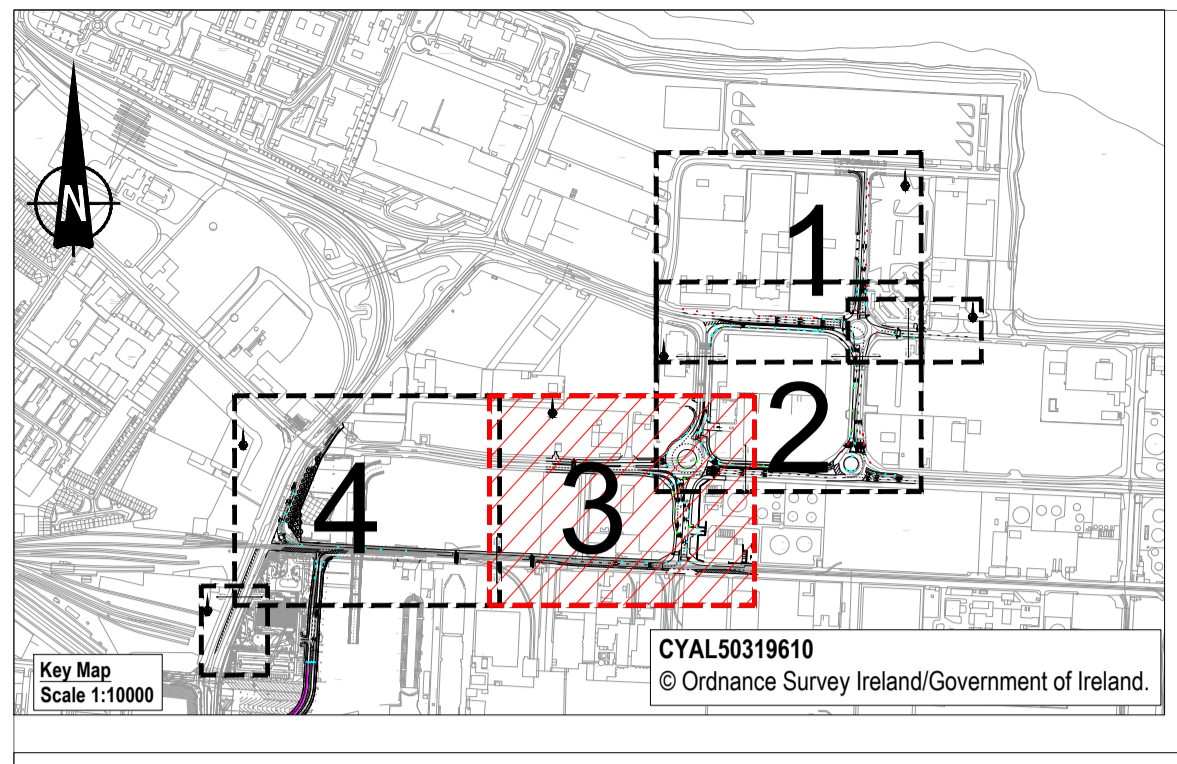 N
1
2
3
4
Key Map
Scale 1:10000
CYAL50319610
© Ordnance Survey Ireland/Government of Ireland.